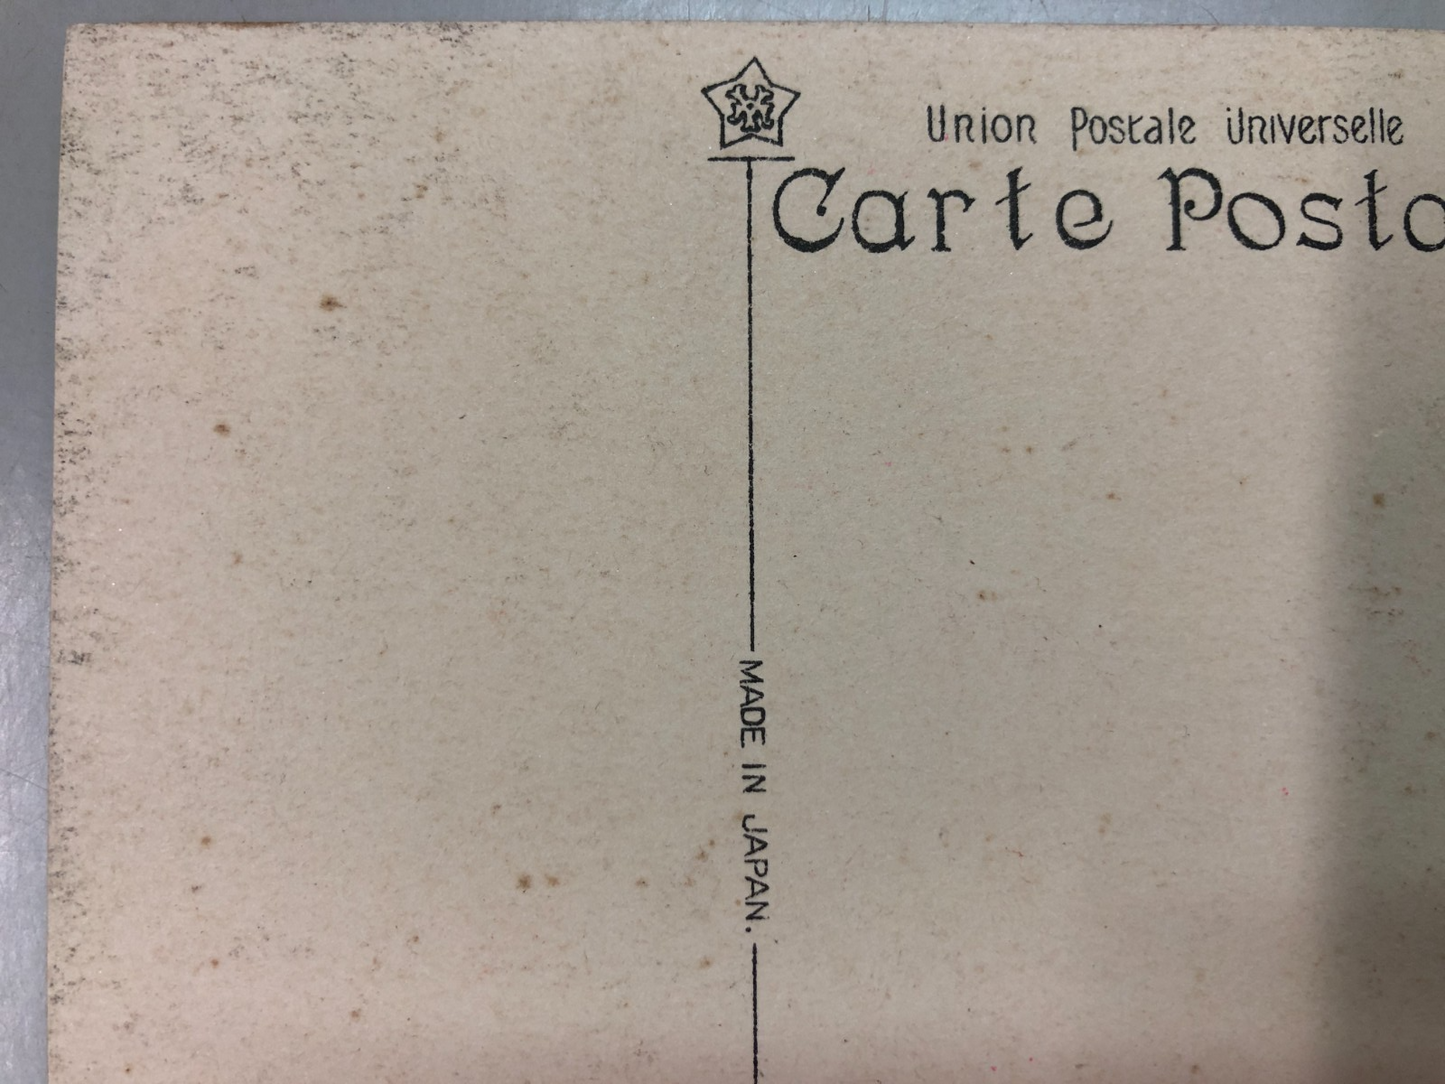 Union Postale Universelle
Carte Posta
MADE IN JAPAN.